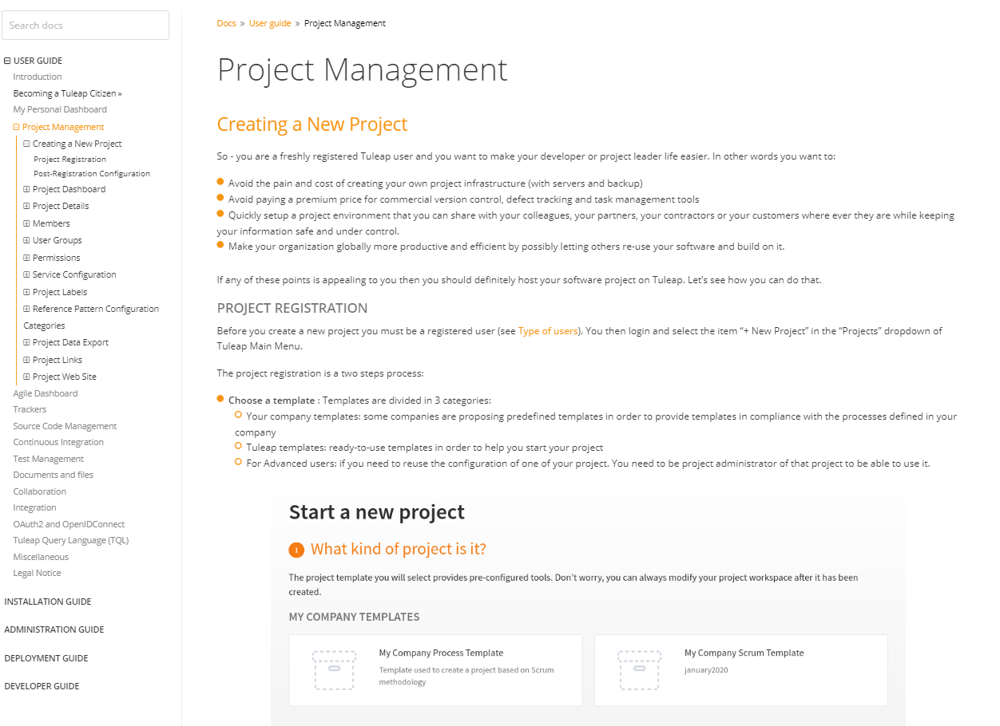 Search docs
USER GUIDE
Introduction
Becoming a Tuleap Citizen »
My Personal Dashboard
Project Management
Creating a New Project
Project Registration
Post-Registration Configuration
Project Dashboard
Project Details
Members
User Groups
Permissions
Service Configuration
Project Labels
Reference Pattern Configuration
Categories
Project Data Export
Project Links
Project Web Site
Agile Dashboard
Trackers
Source Code Management
Continuous Integration
Test Management
Documents and files
Collaboration
Integration
OAuth2 and OpenIDConnect
Tuleap Query Language (TQL)
Miscellaneous
Legal Notice
INSTALLATION GUIDE
ADMINISTRATION GUIDE
DEPLOYMENT GUIDE
DEVELOPER GUIDE
Docs » User guide » Project Management
Project Management
Creating a New Project
So - you are a freshly registered Tuleap user and you want to make your developer or project leader life easier. In other words you want to:
Avoid the pain and cost of creating your own project infrastructure (with servers and backup)
Avoid paying a premium price for commercial version control, defect tracking and task management tools
Quickly setup a project environment that you can share with your colleagues, your partners, your contractors or your customers where ever they are while keeping
your information safe and under control.
Make your organization globally more productive and efficient by possibly letting others re-use your software and build on it.
If any of these points is appealing to you then you should definitely host your software project on Tuleap. Let’s see how you can do that.
PROJECT REGISTRATION
Before you create a new project you must be a registered user (see Type of users). You then login and select the item “+ New Project” in the “Projects” dropdown of
Tuleap Main Menu.
The project registration is a two steps process:
Choose a template : Templates are divided in 3 categories:
Your company templates: some companies are proposing predefined templates in order to provide templates in compliance with the processes defined in your
company
Tuleap templates: ready-to-use templates in order to help you start your project
For Advanced users: if you need to reuse the configuration of one of your project. You need to be project administrator of that project to be able to use it.
Start a new project
1 What kind of project is it?
The project template you will select provides pre-configured tools. Don't worry, you can always modify your project workspace after it has been
created.
MY COMPANY TEMPLATES
My Company Process Template
Template used to create a project based on Scrum
methodology
My Company Scrum Template
january2020